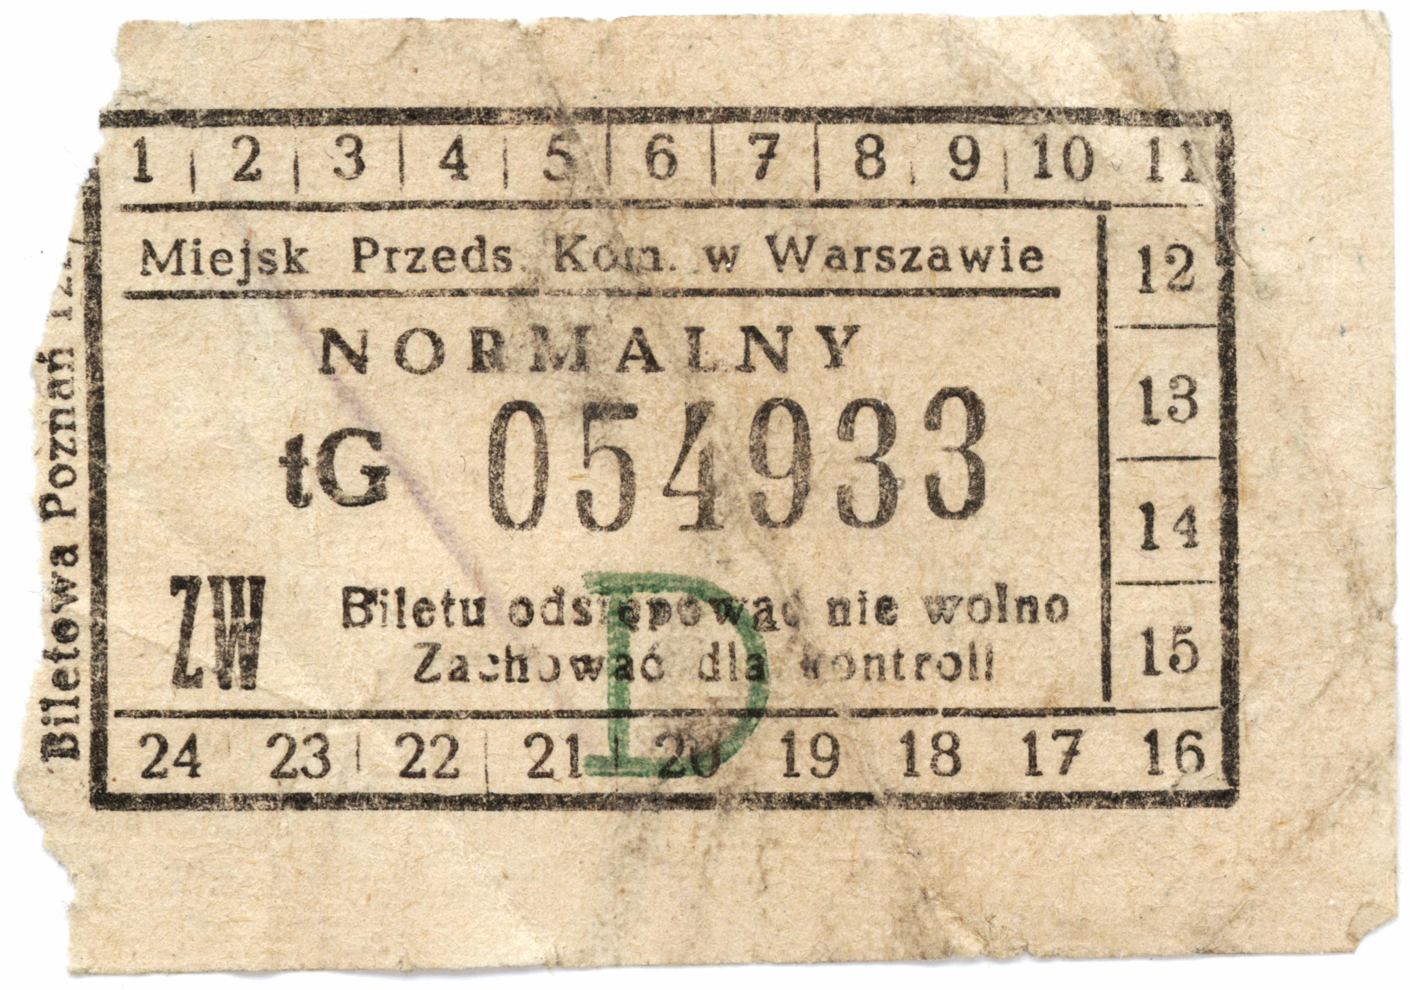 1 2 3 4 5 6 7 8 9 10 11
Miejsk Przeds. Kom. w Warszawie
12
NORMALNY
13
tG 054933
14
ZW
Biletu odstępować nie wolno
Zachować dla kontroli
15
D
24 23 22 21 20 19 18 17 16
Biletowa Poznań